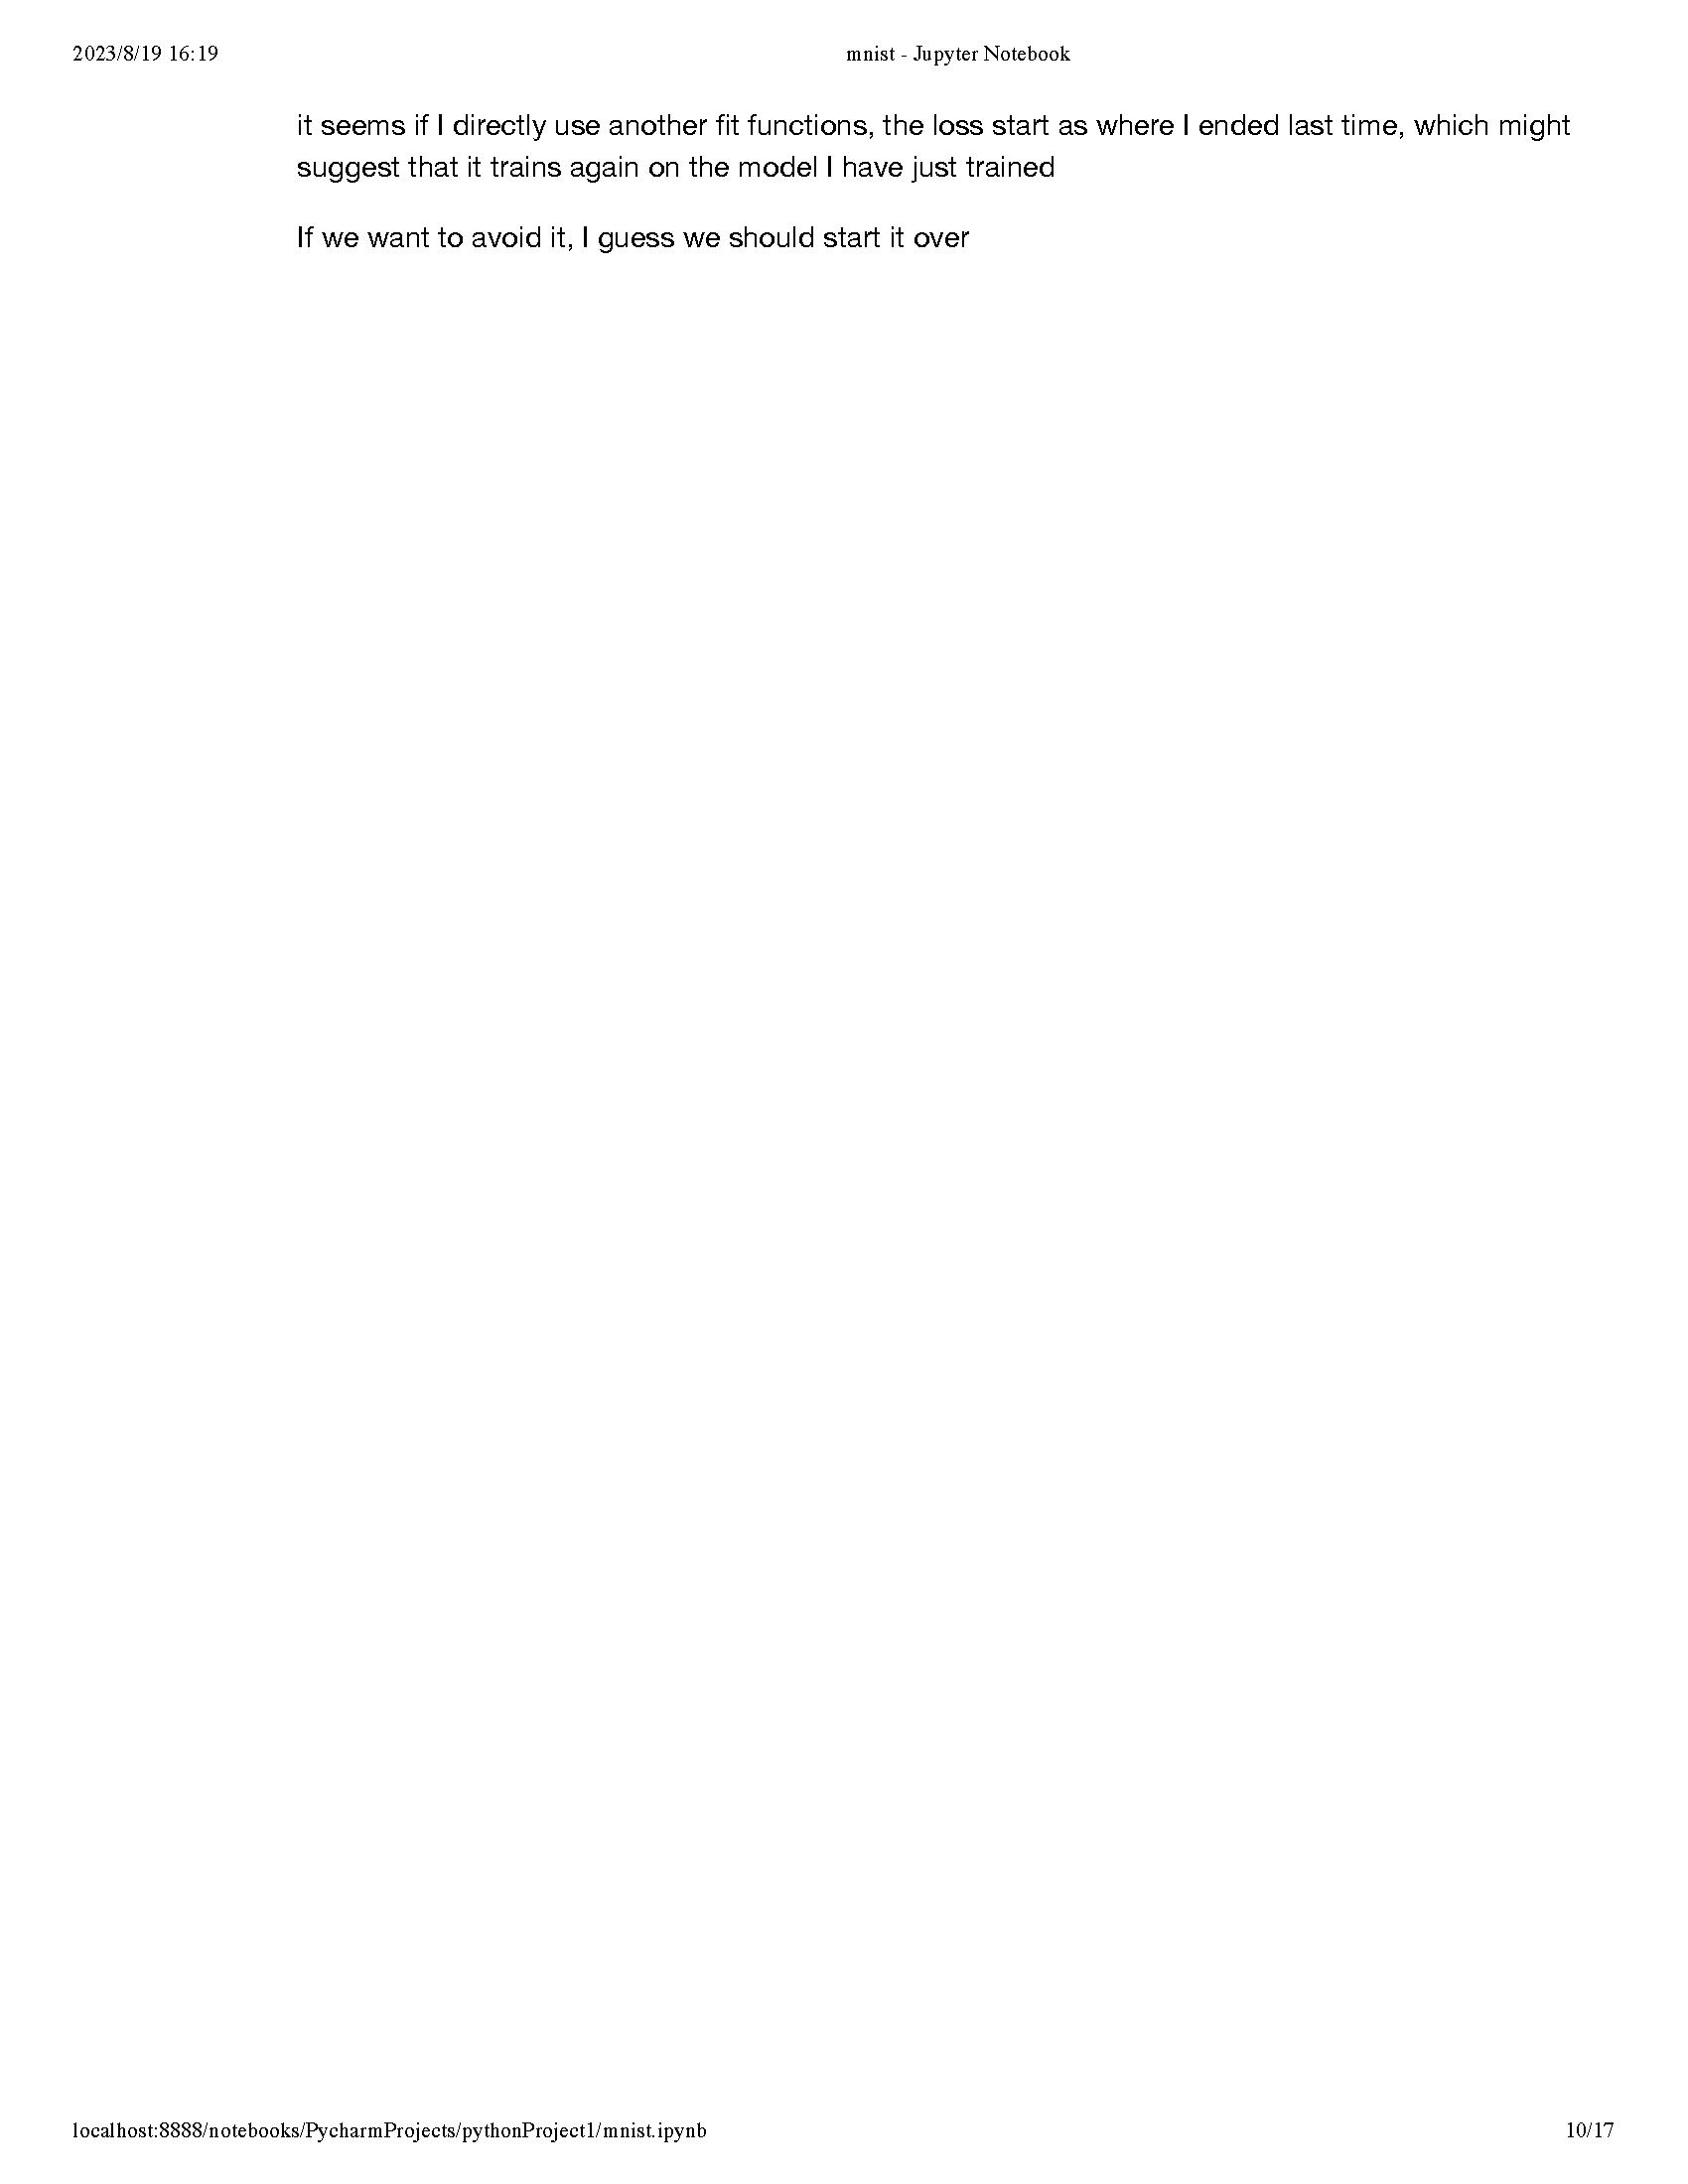 2023/8/19 16:19
mnist - Jupyter Notebook
it seems if I directly use another fit functions, the loss start as where I ended last time, which might
suggest that it trains again on the model I have just trained
If we want to avoid it, I guess we should start it over
localhost:8888/notebooks/PycharmProjects/pythonProject1/mnist.ipynb
10/17